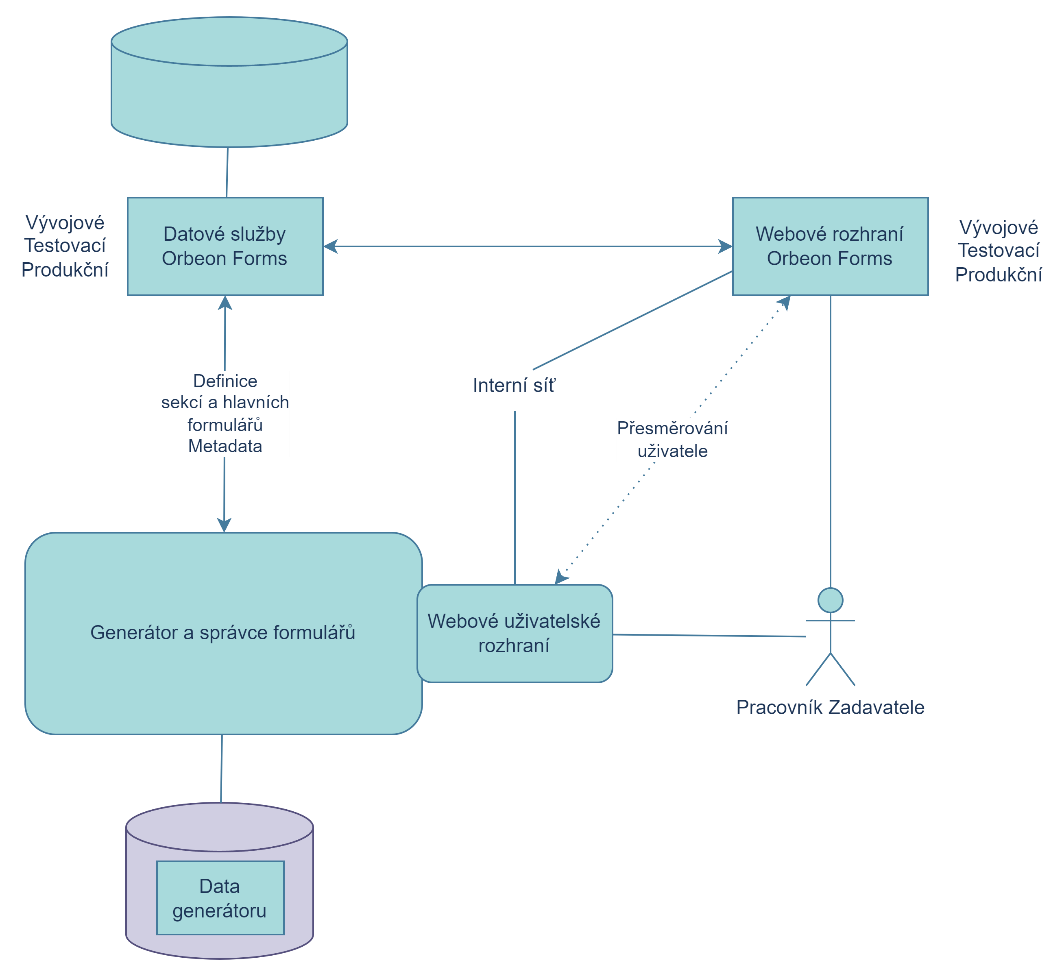 Vývojové
Testovací
Produkční
Datové služby
Orbeon Forms
Webové rozhraní
Orbeon Forms
Vývojové
Testovací
Produkční
Definice
sekcí a hlavních
formulářů
Metadata
Interní síť
Přesměrování
uživatele
Generátor a správce formulářů
Webové uživatelské
rozhraní
Pracovník Zadavatele
Data
generátoru